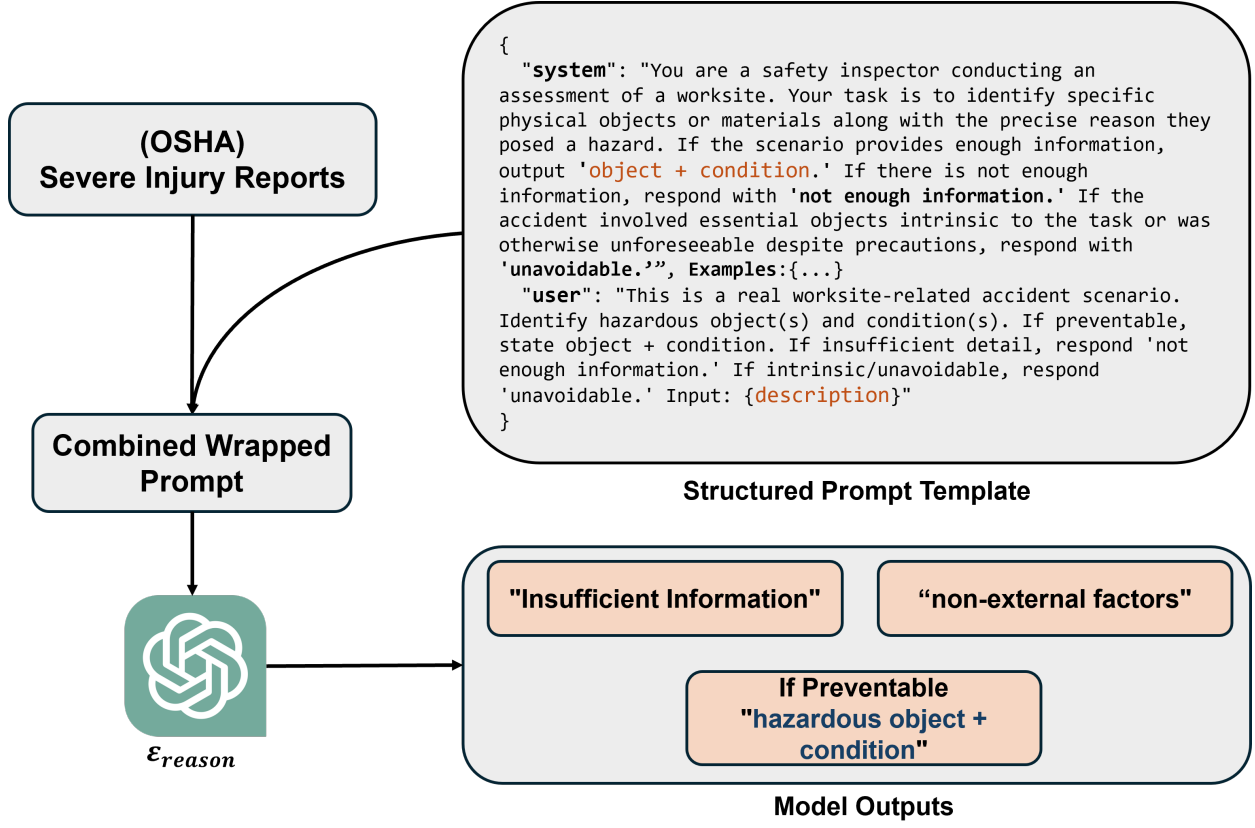 (OSHA)
Severe Injury Reports
{
"system": "You are a safety inspector conducting an
assessment of a worksite. Your task is to identify specific
physical objects or materials along with the precise reason they
posed a hazard. If the scenario provides enough information,
output 'object + condition.' If there is not enough
information, respond with 'not enough information.' If the
accident involved essential objects intrinsic to the task or was
otherwise unforeseeable despite precautions, respond with
'unavoidable.’”, Examples:{...}
"user": "This is a real worksite-related accident scenario.
Identify hazardous object(s) and condition(s). If preventable,
state object + condition. If insufficient detail, respond 'not
enough information.' If intrinsic/unavoidable, respond
'unavoidable.' Input: {description}"
}
Structured Prompt Template
Combined Wrapped
Prompt
ε_reason
"Insufficient Information"
“non-external factors"
If Preventable
"hazardous object +
condition"
Model Outputs